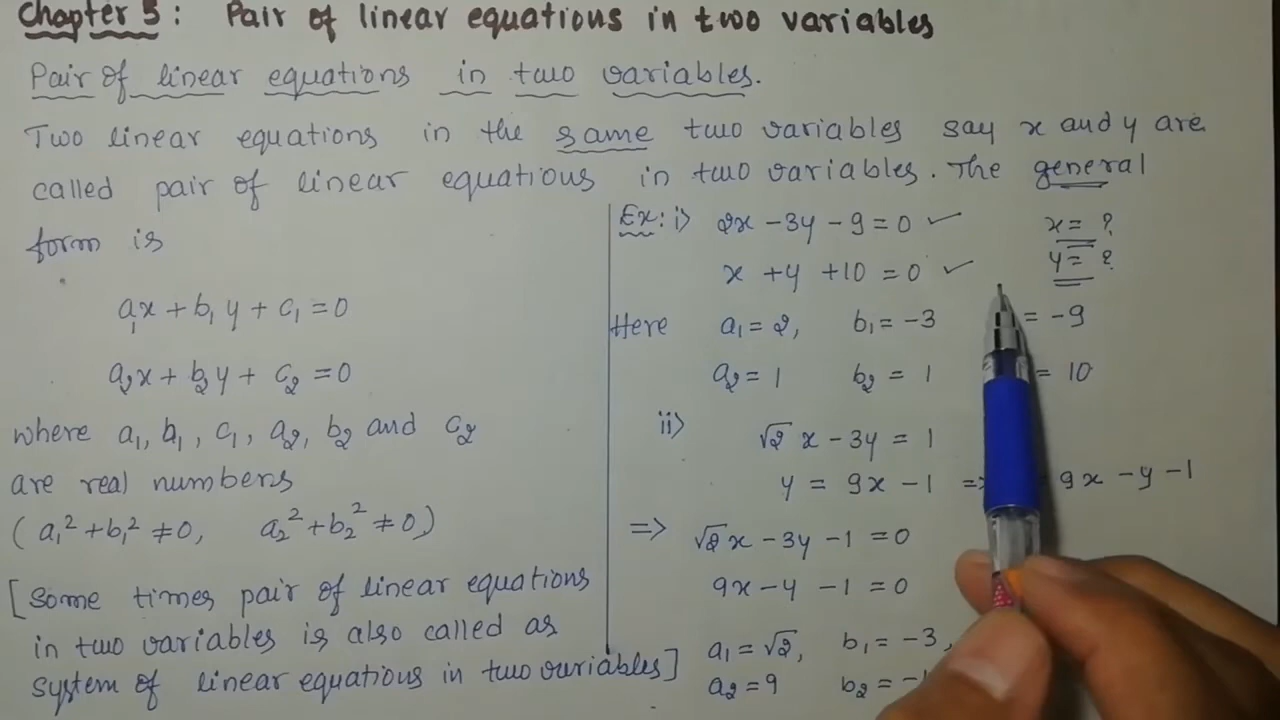 Chapter 3: Pair of linear equations in two variables
Pair of linear equations in two variables.
Two linear equations in the same two variables say x and y are
called pair of linear equations in two variables. The general
form is
a₁x + b₁y + c₁ = 0
a₂x + b₂y + c₂ = 0
where a₁, b₁, c₁, a₂, b₂ and c₂
are real numbers
(a₁² + b₁² ≠ 0, a₂² + b₂² ≠ 0)
[Some times pair of linear equations
in two variables is also called as
system of linear equations in two variables]
Ex: i) 2x - 3y - 9 = 0 ✓ x = ?
x + y + 10 = 0 ✓ y = ?
Here a₁ = 2, b₁ = -3 = -9
a₂ = 1 b₂ = 1 = 10
ii) √2 x - 3y = 1
y = 9x - 1 => 9x - y - 1
=> √2x - 3y - 1 = 0
9x - y - 1 = 0
a₁ = √2, b₁ = -3,
a₂ = 9 b₂ = -1